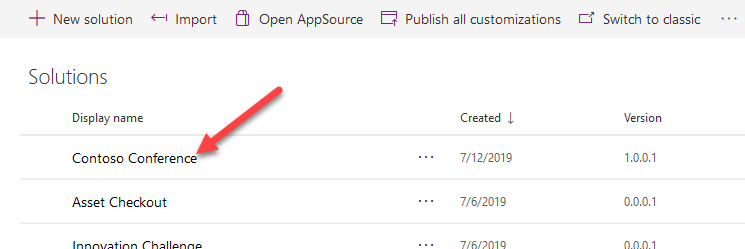 New solution Import Open AppSource Publish all customizations Switch to classic ...
Solutions
Display name Created ↓ Version
Contoso Conference ... 7/12/2019 1.0.0.1
Asset Checkout ... 7/6/2019 0.0.0.1
Innovation Challenge ... 7/6/2019 0.0.0.1